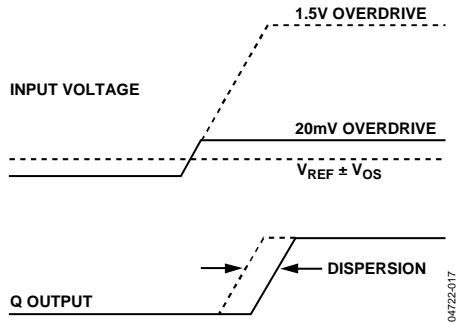 1.5V OVERDRIVE
INPUT VOLTAGE
20mV OVERDRIVE
VREF ± VOS
DISPERSION
Q OUTPUT
04722-017